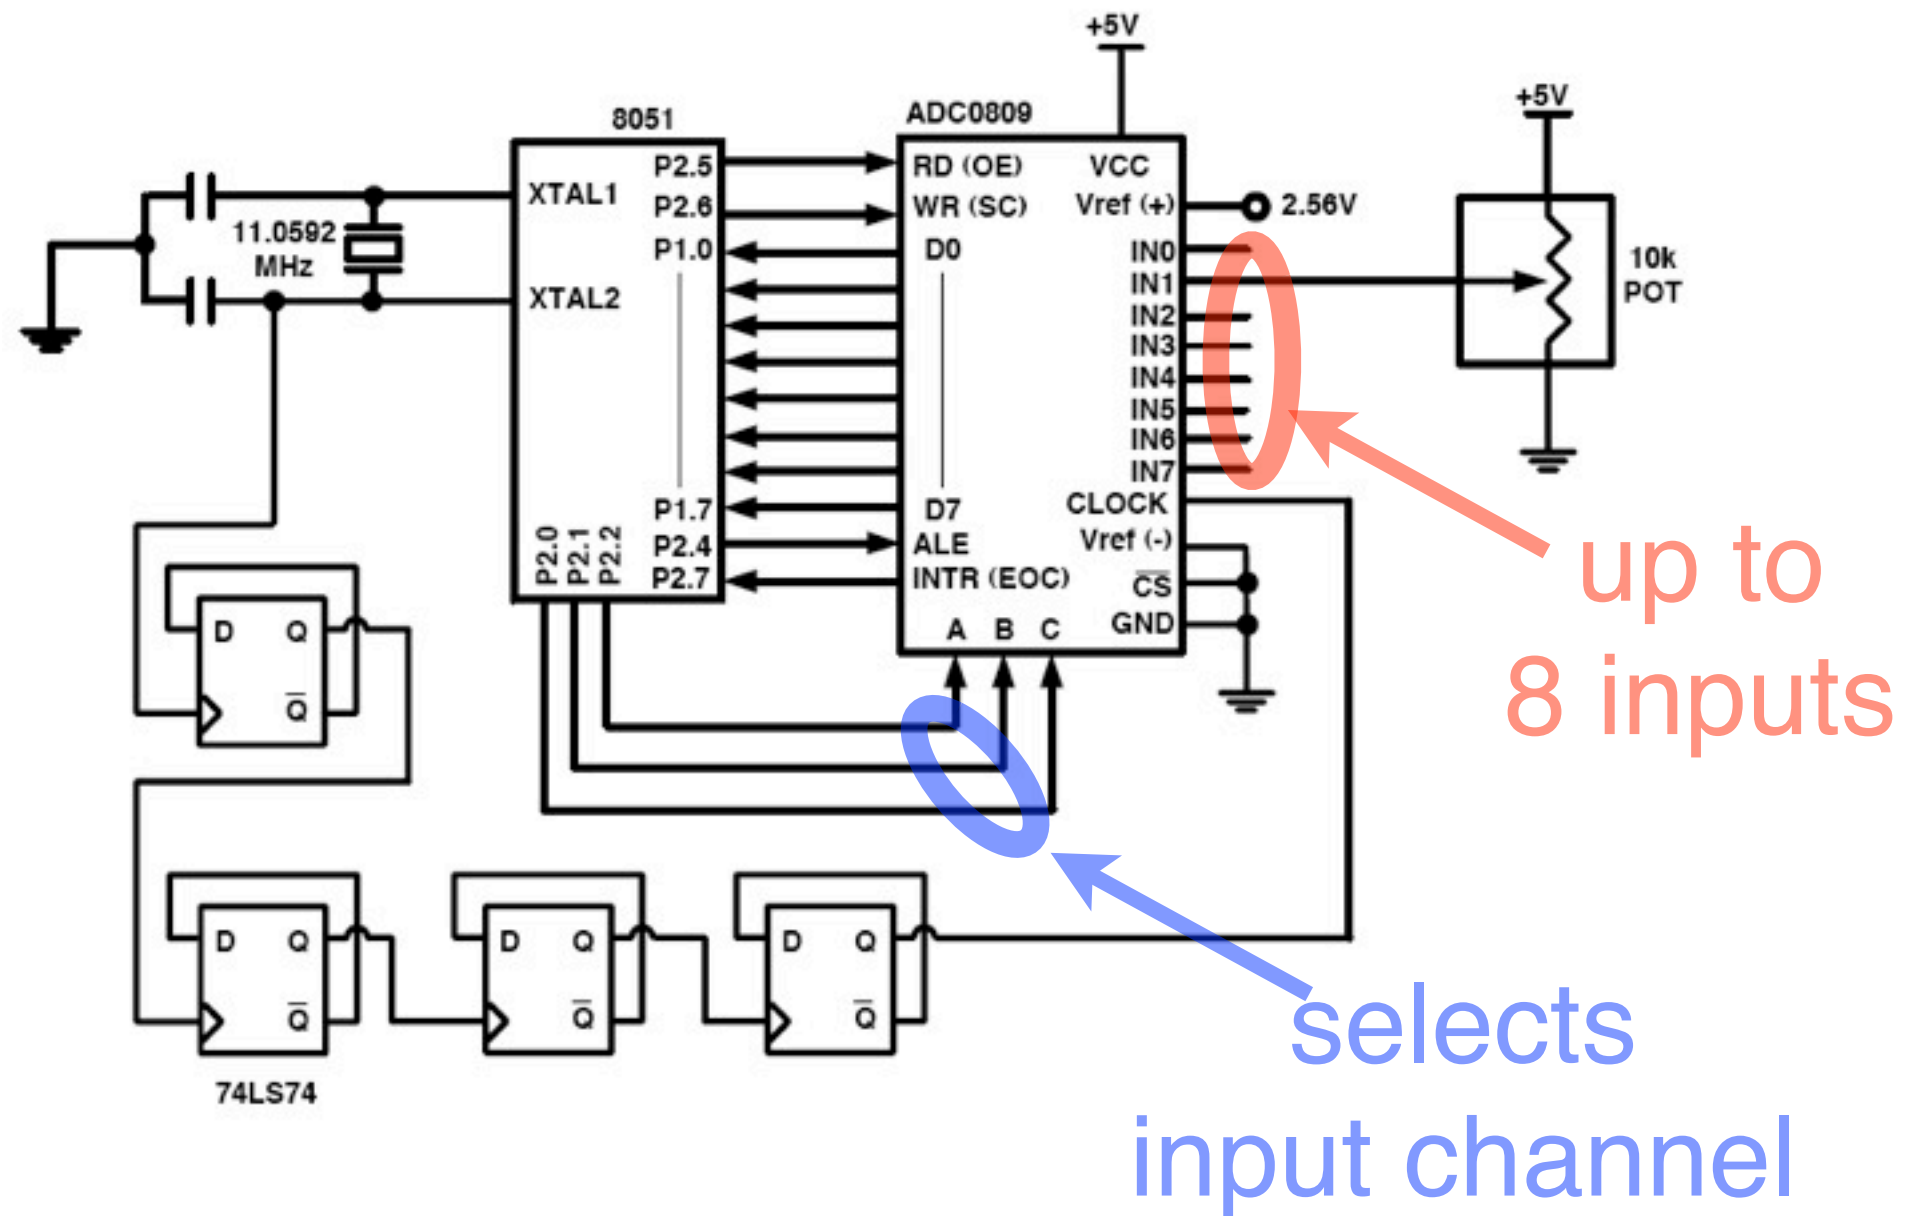 +5V
+5V
8051
ADC0809
XTAL1
XTAL2
11.0592
MHz
P2.5
P2.6
P1.0
P1.7
P2.4
P2.7
P2.0
P2.1
P2.2
RD (OE)
WR (SC)
D0
D7
ALE
INTR (EOC)
A B C
VCC
Vref (+)
2.56V
IN0
IN1
IN2
IN3
IN4
IN5
IN6
IN7
CLOCK
Vref (-)
C̅S̅
GND
10k
POT
up to
8 inputs
D Q
Q̅
D Q
Q̅
D Q
Q̅
D Q
Q̅
74LS74
selects
input channel